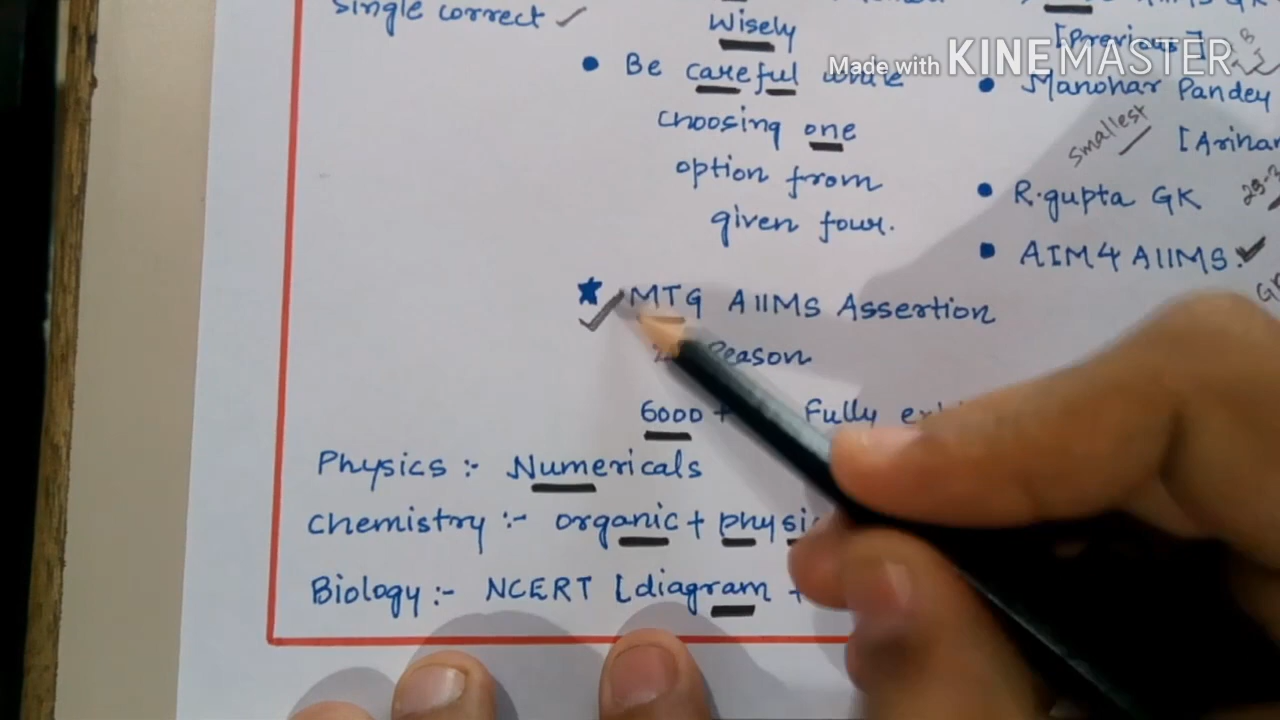 single correct
Wisely
[Previous]
Made with KINEMASTER
• Be careful
• Manohar Pandey
choosing one
smallest
option from
• R.gupta GK
given four.
• AIM4 AIIMS.
★ MTG AIIMS Assertion
Reason
6000 + Fully
Physics :- Numericals
Chemistry :- organic +
Biology :- NCERT [diagram +